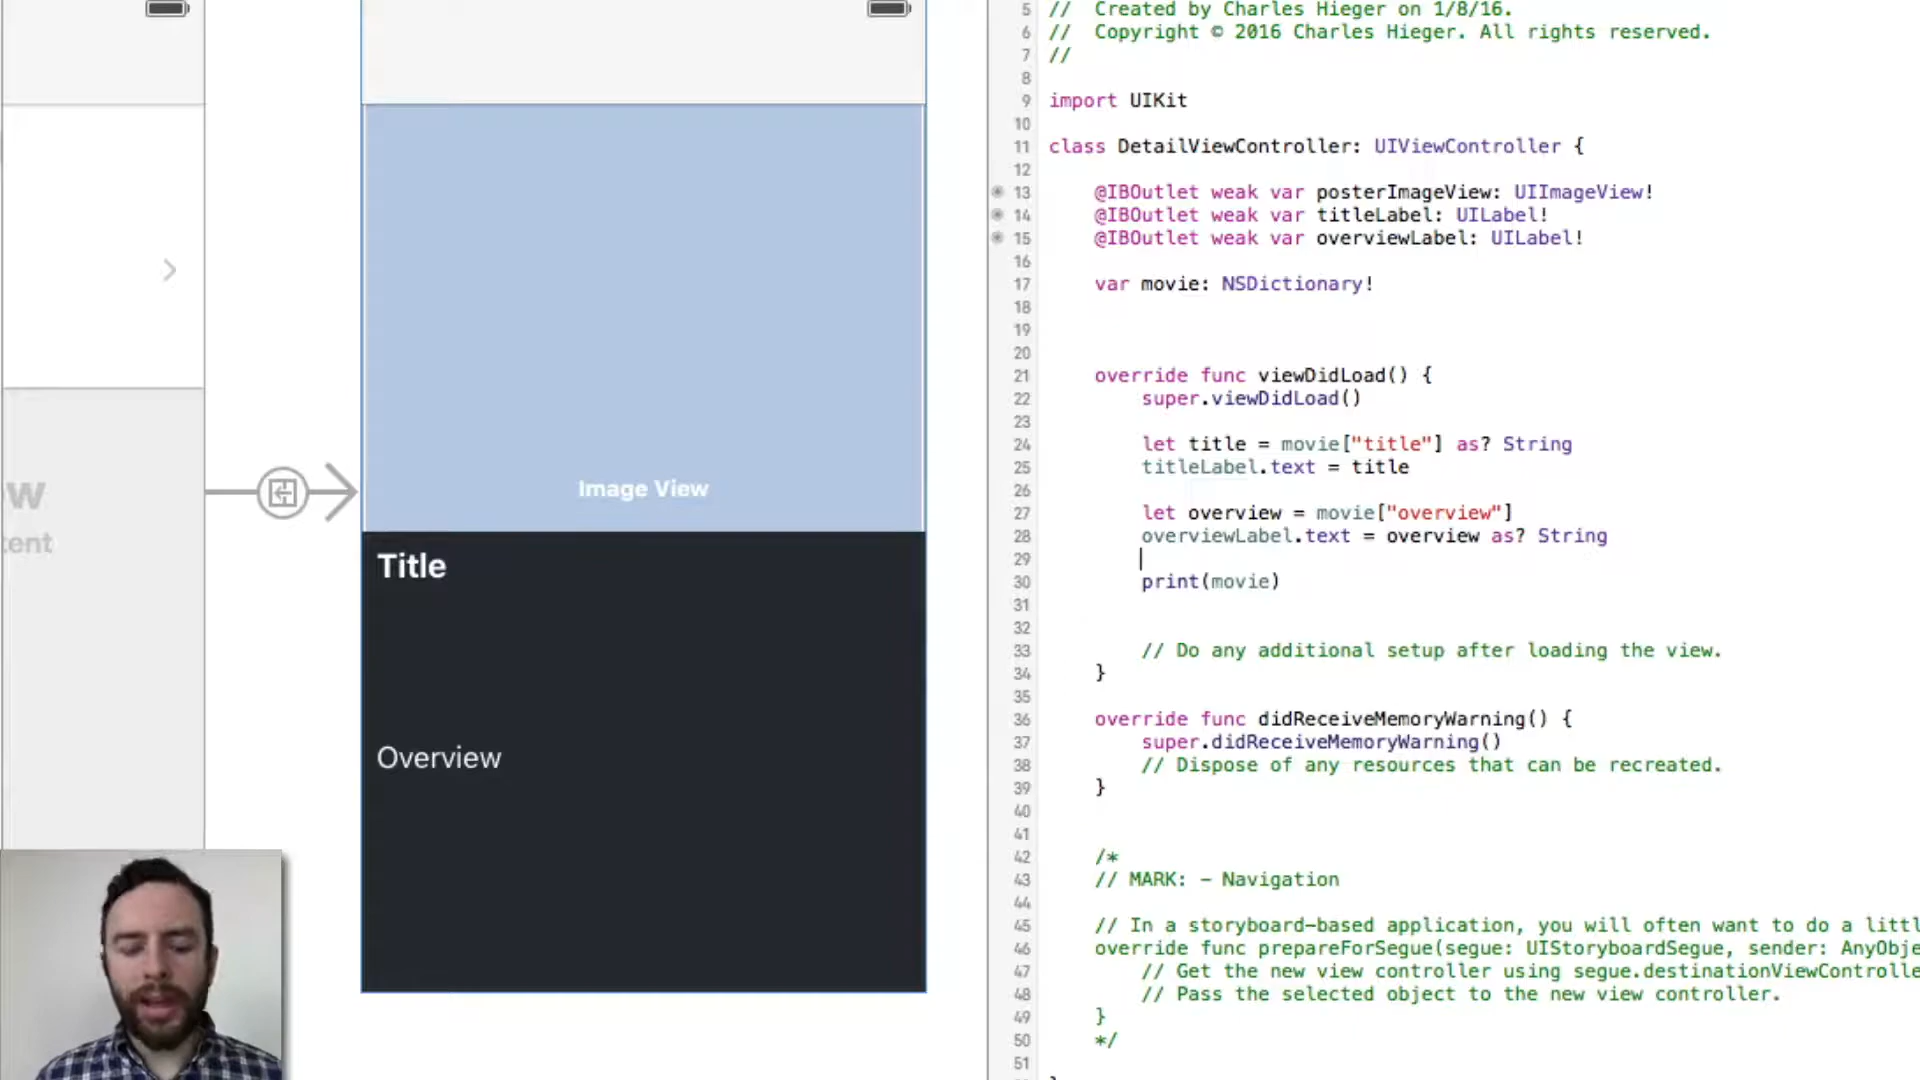 w
tent
Image View
Title
Overview
5 //  Created by Charles Hieger on 1/8/16.
6 //  Copyright © 2016 Charles Hieger. All rights reserved.
7 //
8
9 import UIKit
10
11 class DetailViewController: UIViewController {
12
13 @IBOutlet weak var posterImageView: UIImageView!
14 @IBOutlet weak var titleLabel: UILabel!
15 @IBOutlet weak var overviewLabel: UILabel!
16
17 var movie: NSDictionary!
18
19
20
21 override func viewDidLoad() {
22 super.viewDidLoad()
23
24 let title = movie["title"] as? String
25 titleLabel.text = title
26
27 let overview = movie["overview"]
28 overviewLabel.text = overview as? String
29
30 print(movie)
31
32
33 // Do any additional setup after loading the view.
34 }
35
36 override func didReceiveMemoryWarning() {
37 super.didReceiveMemoryWarning()
38 // Dispose of any resources that can be recreated.
39 }
40
41
42 /*
43 // MARK: - Navigation
44
45 // In a storyboard-based application, you will often want to do a littl
46 override func prepareForSegue(segue: UIStoryboardSegue, sender: AnyObje
47 // Get the new view controller using segue.destinationViewControlle
48 // Pass the selected object to the new view controller.
49 }
50 */
51